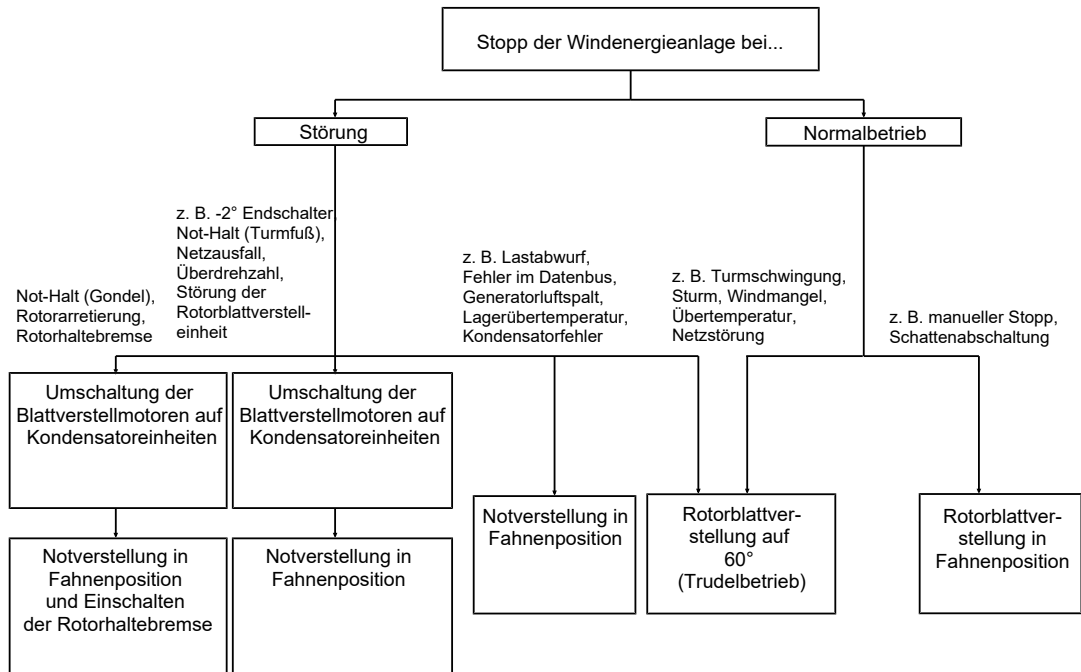 Stopp der Windenergieanlage bei...
Störung
Normalbetrieb
Not-Halt (Gondel),
Rotorarretierung,
Rotorhaltebremse
z. B. -2° Endschalter,
Not-Halt (Turmfuß),
Netzausfall,
Überdrehzahl,
Störung der
Rotorblattverstell-
einheit
z. B. Lastabwurf,
Fehler im Datenbus,
Generatorluftspalt,
Lagerübertemperatur,
Kondensatorfehler
z. B. Turmschwingung,
Sturm, Windmangel,
Übertemperatur,
Netzstörung
z. B. manueller Stopp,
Schattenabschaltung
Umschaltung der
Blattverstellmotoren auf
Kondensatoreinheiten
Umschaltung der
Blattverstellmotoren auf
Kondensatoreinheiten
Notverstellung in
Fahnenposition
Rotorblattver-
stellung auf
60°
(Trudelbetrieb)
Rotorblattver-
stellung in
Fahnenposition
Notverstellung in
Fahnenposition
und Einschalten
der Rotorhaltebremse
Notverstellung in
Fahnenposition